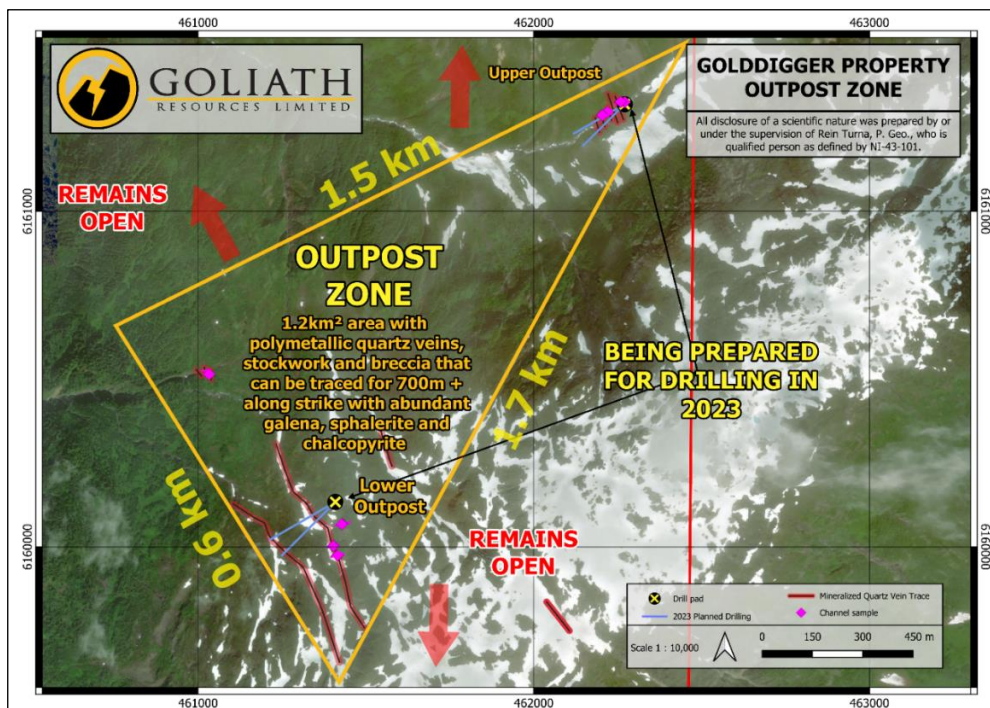 461000
462000
463000
GOLIATH
RESOURCES LIMITED
Upper Outpost
GOLDDIGGER PROPERTY
OUTPOST ZONE
All disclosure of a scientific nature was prepared by or
under the supervision of Rein Turna, P. Geo., who is
qualified person as defined by NI-43-101.
1.5 km
REMAINS
OPEN
6161000
6161000
OUTPOST
ZONE
1.2km² area with
polymetallic quartz veins,
stockwork and breccia that
can be traced for 700m +
along strike with abundant
galena, sphalerite and
chalcopyrite
1.7 km
BEING PREPARED
FOR DRILLING IN
2023
0.6 km
Lower
Outpost
6160000
6160000
REMAINS
OPEN
Drill pad
Mineralized Quartz Vein Trace
2023 Planned Drilling
Channel sample
Scale 1 : 10,000
0 150 300 450 m
461000
462000
463000